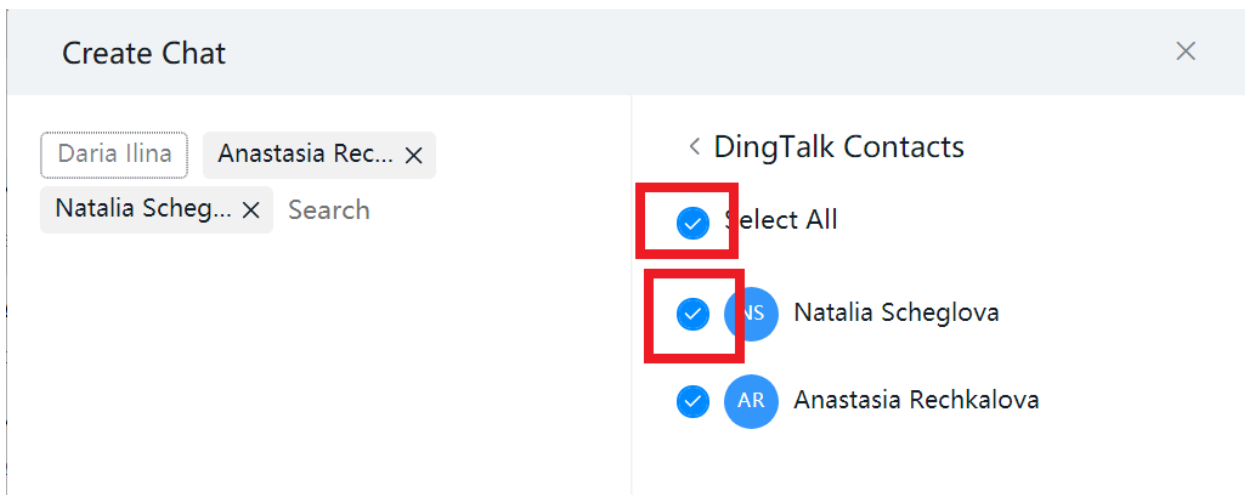 Create Chat
Daria Ilina
Anastasia Rec...
Natalia Scheg...
Search
DingTalk Contacts
Select All
NS
Natalia Scheglova
AR
Anastasia Rechkalova